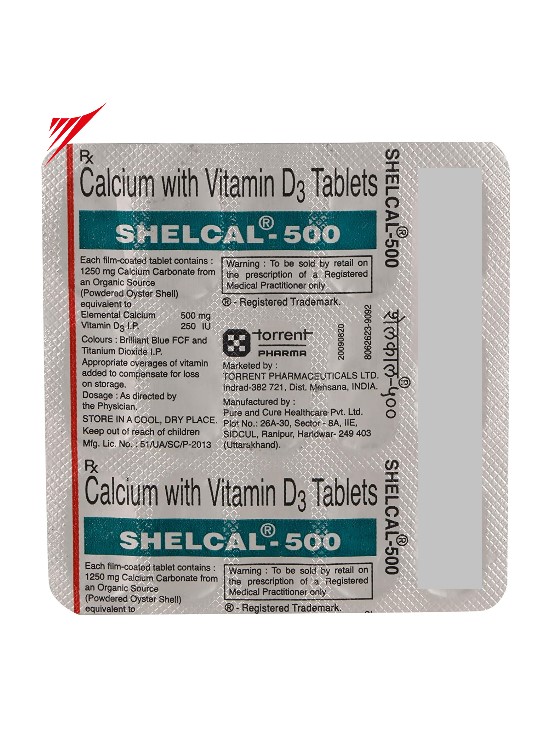 Rx
Calcium with Vitamin D3 Tablets
SHELCAL®-500
Each film-coated tablet contains :
1250 mg Calcium Carbonate from
an Organic Source
(Powdered Oyster Shell)
equivalent to
Elemental Calcium 500 mg
Vitamin D3 I.P. 250 IU
Colours : Brilliant Blue FCF and
Titanium Dioxide I.P.
Appropriate overages of vitamin
added to compensate for loss
on storage.
Dosage : As directed by
the Physician.
STORE IN A COOL, DRY PLACE.
Keep out of reach of children
Mfg. Lic. No. : 51/UA/SC/P-2013
Warning : To be sold by retail on
the prescription of a Registered
Medical Practitioner only
® - Registered Trademark.
torrent
PHARMA
Marketed by :
TORRENT PHARMACEUTICALS LTD.
Indrad-382 721, Dist. Mehsana, INDIA.
Manufactured by :
Pure and Cure Healthcare Pvt. Ltd.
Plot No.: 26A-30, Sector - 8A, IIE,
SIDCUL, Ranipur, Haridwar- 249 403
(Uttarakhand).
20090820
8062623-9092
SHELCAL®-500
शेलकाल®-५००
Rx
Calcium with Vitamin D3 Tablets
SHELCAL®-500
Each film-coated tablet contains :
1250 mg Calcium Carbonate from
an Organic Source
(Powdered Oyster Shell)
equivalent to
Warning : To be sold by retail on
the prescription of a Registered
Medical Practitioner only
® - Registered Trademark.
SHELCAL®-500